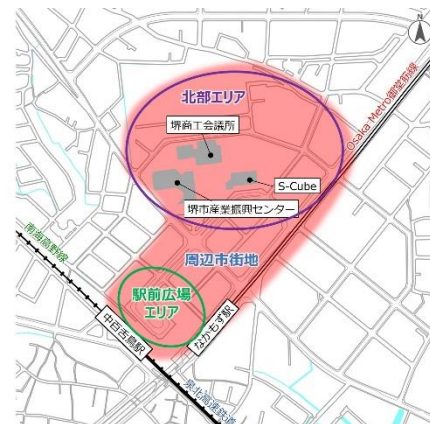 N
北部エリア
堺商工会議所
S-Cube
堺市産業振興センター
Osaka Metro御堂筋線
周辺市街地
南海高野線
駅前広場
エリア
中百舌鳥駅
なかもず駅
泉北高速鉄道